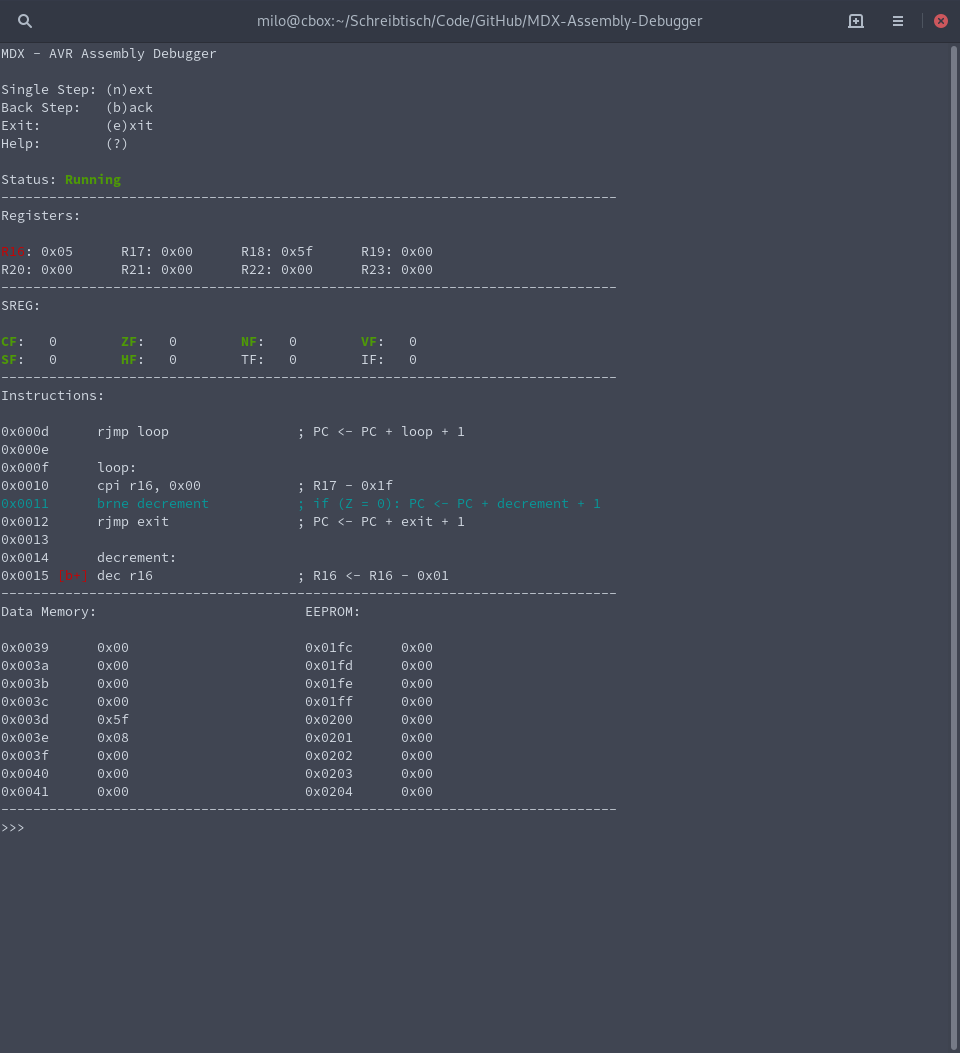 milo@cbox:~/Schreibtisch/Code/GitHub/MDX-Assembly-Debugger
MDX - AVR Assembly Debugger
Single Step: (n)ext
Back Step:   (b)ack
Exit:        (e)xit
Help:        (?)
Status: Running
-----------------------------------------------------------------------------
Registers:
R16: 0x05      R17: 0x00      R18: 0x5f      R19: 0x00
R20: 0x00      R21: 0x00      R22: 0x00      R23: 0x00
-----------------------------------------------------------------------------
SREG:
CF:   0        ZF:   0        NF:   0        VF:   0
SF:   0        HF:   0        TF:   0        IF:   0
-----------------------------------------------------------------------------
Instructions:
0x000d      rjmp loop                ; PC <- PC + loop + 1
0x000e
0x000f      loop:
0x0010      cpi r16, 0x00            ; R17 - 0x1f
0x0011      brne decrement           ; if (Z = 0): PC <- PC + decrement + 1
0x0012      rjmp exit                ; PC <- PC + exit + 1
0x0013
0x0014      decrement:
0x0015      dec r16                  ; R16 <- R16 - 0x01
-----------------------------------------------------------------------------
Data Memory:                          EEPROM:
0x0039      0x00                      0x01fc      0x00
0x003a      0x00                      0x01fd      0x00
0x003b      0x00                      0x01fe      0x00
0x003c      0x00                      0x01ff      0x00
0x003d      0x5f                      0x0200      0x00
0x003e      0x08                      0x0201      0x00
0x003f      0x00                      0x0202      0x00
0x0040      0x00                      0x0203      0x00
0x0041      0x00                      0x0204      0x00
-----------------------------------------------------------------------------
>>>